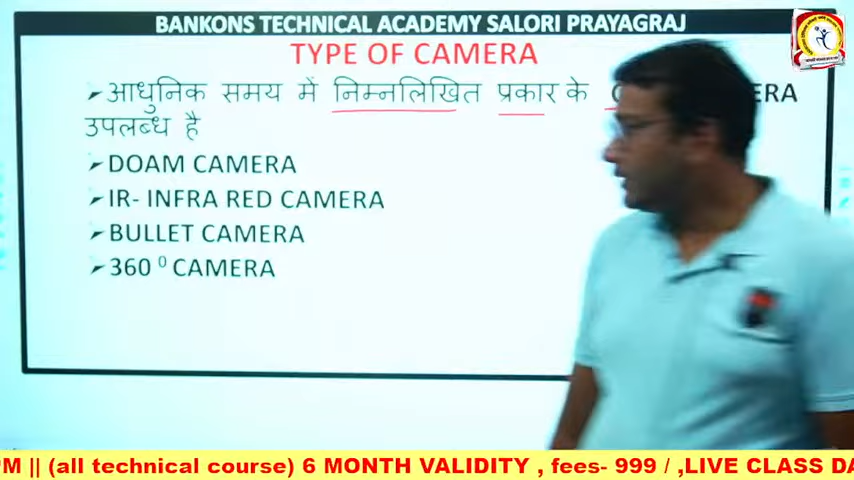 BANKONS TECHNICAL ACADEMY SALORI PRAYAGRAJ
TYPE OF CAMERA
➢आधुनिक समय में निम्नलिखित प्रकार के
उपलब्ध है
➢DOAM CAMERA
➢IR- INFRA RED CAMERA
➢BULLET CAMERA
➢360 ⁰ CAMERA
|| (all technical course) 6 MONTH VALIDITY , fees- 999 / ,LIVE CLASS